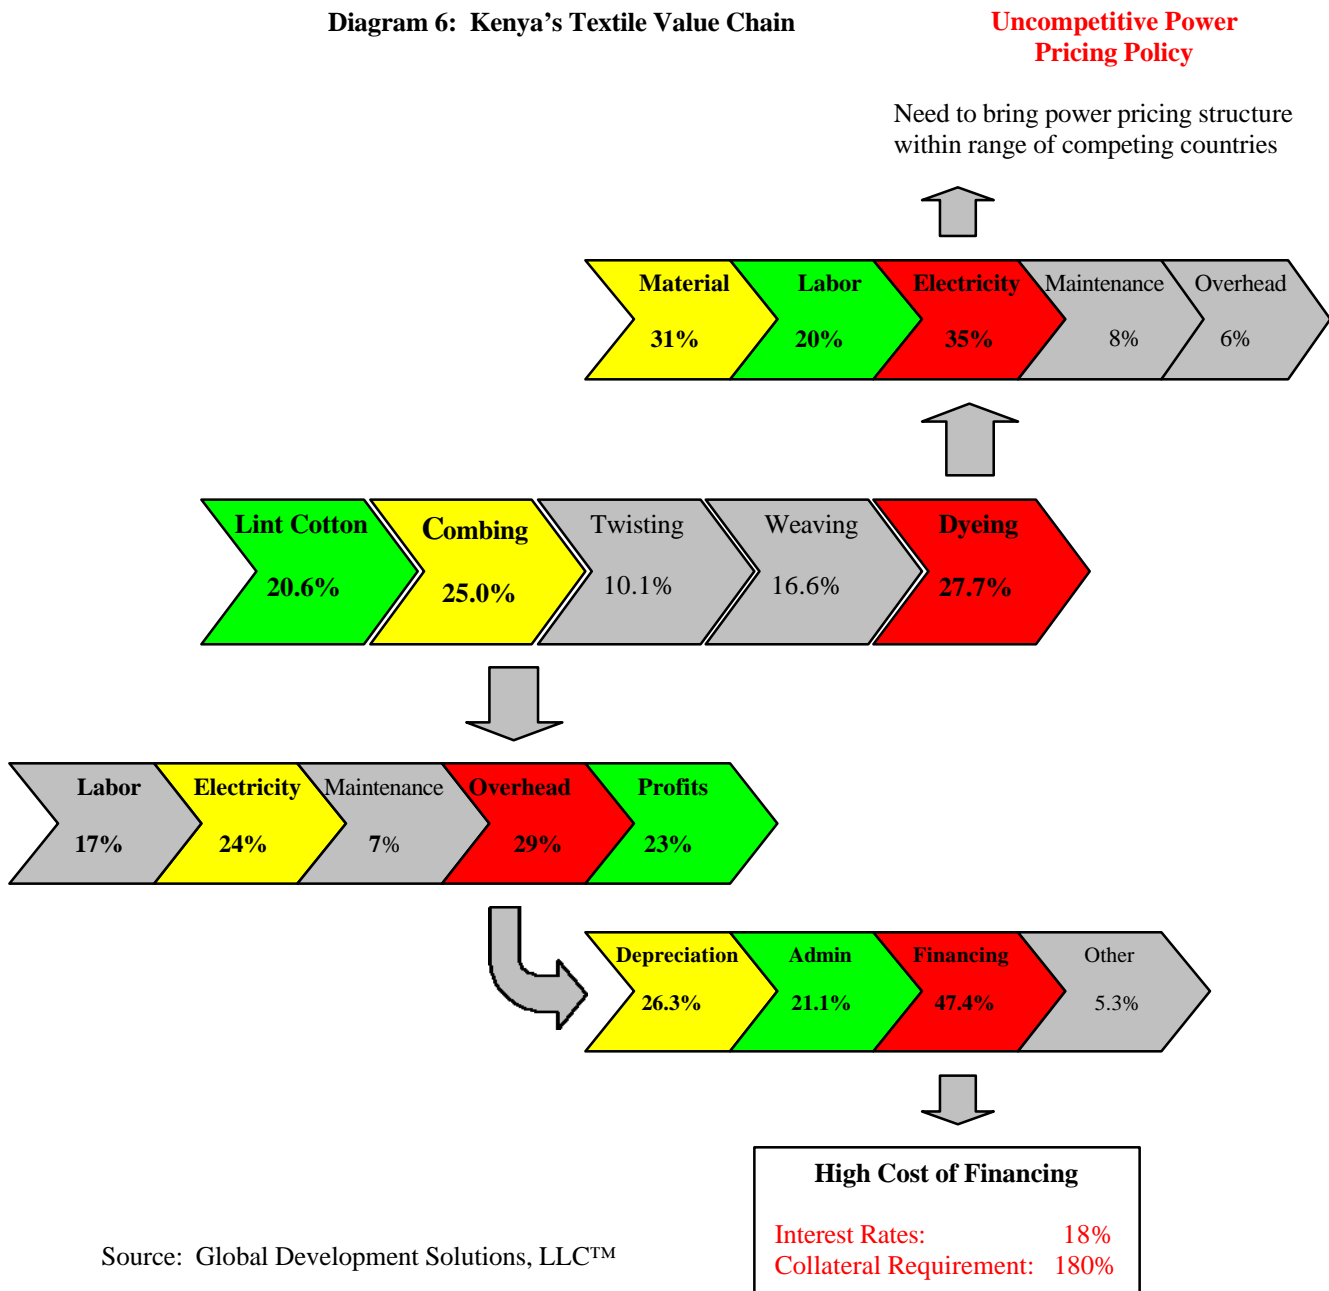 Diagram 6: Kenya's Textile Value Chain
Uncompetitive Power
Pricing Policy
Need to bring power pricing structure
within range of competing countries
Material
31%
Labor
20%
Electricity
35%
Maintenance
8%
Overhead
6%
Lint Cotton
20.6%
Combing
25.0%
Twisting
10.1%
Weaving
16.6%
Dyeing
27.7%
Labor
17%
Electricity
24%
Maintenance
7%
Overhead
29%
Profits
23%
Depreciation
26.3%
Admin
21.1%
Financing
47.4%
Other
5.3%
High Cost of Financing
Interest Rates: 18%
Collateral Requirement: 180%
Source: Global Development Solutions, LLC™